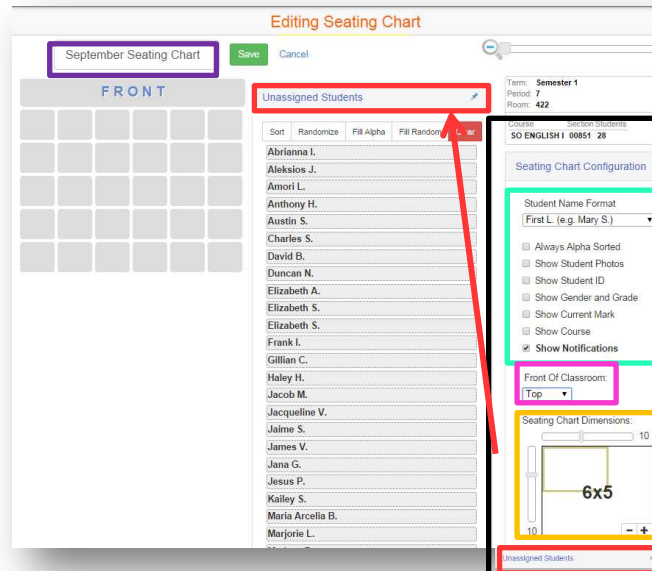 Editing Seating Chart
September Seating Chart
Save
Cancel
FRONT
Unassigned Students
Sort
Randomize
Fill Alpha
Fill Random
Abrianna I.
Aleksios J.
Amori L.
Anthony H.
Austin S.
Charles S.
David B.
Duncan N.
Elizabeth A.
Elizabeth S.
Elizabeth S.
Frank I.
Gillian C.
Haley H.
Jacob M.
Jacqueline V.
Jaime S.
James V.
Jana G.
Jesus P.
Kailey S.
Maria Arcelia B.
Marjorie L.
Term: Semester 1
Period: 7
Room: 422
Course Section Students
SO ENGLISH I 00851 28
Seating Chart Configuration
Student Name Format
First L. (e.g. Mary S.)
Always Alpha Sorted
Show Student Photos
Show Student ID
Show Gender and Grade
Show Current Mark
Show Course
Show Notifications
Front Of Classroom:
Top
Seating Chart Dimensions:
10
6x5
10
- +
Unassigned Students